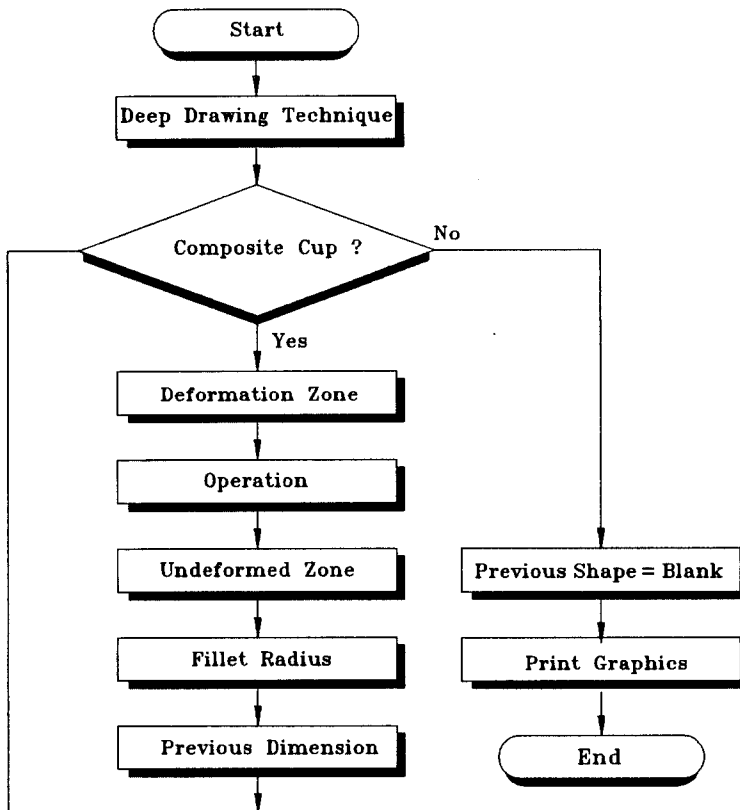 Start
Deep Drawing Technique
Composite Cup ?
No
Yes
Deformation Zone
Operation
Undeformed Zone
Previous Shape = Blank
Fillet Radius
Print Graphics
Previous Dimension
End